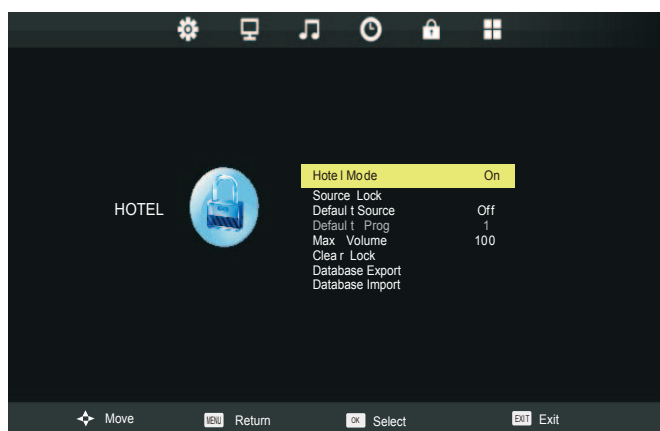 HOTEL
Hotel Mode On
Source Lock
Default Source Off
Default Prog 1
Max Volume 100
Clear Lock
Database Export
Database Import
Move MENU Return OK Select EXIT Exit